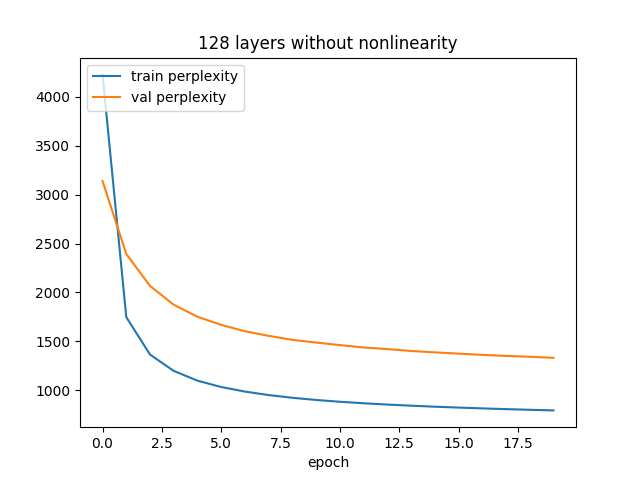 128 layers without nonlinearity
train perplexity
val perplexity
4000
3500
3000
2500
2000
1500
1000
0.0 2.5 5.0 7.5 10.0 12.5 15.0 17.5
epoch